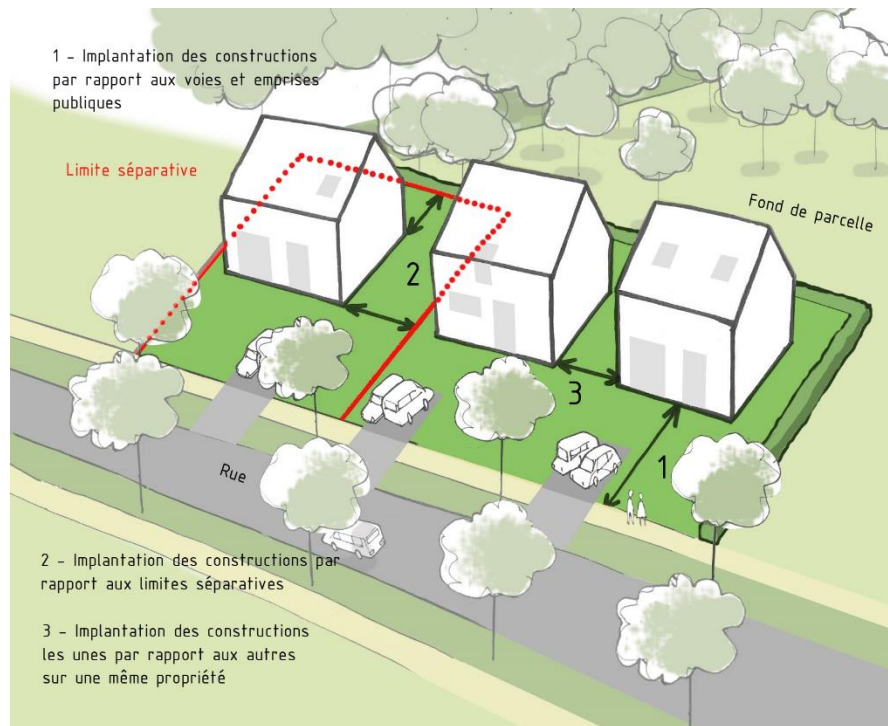 1 - Implantation des constructions
par rapport aux voies et emprises
publiques
Limite séparative
Fond de parcelle
2
3
1
Rue
2 - Implantation des constructions par
rapport aux limites séparatives
3 - Implantation des constructions
les unes par rapport aux autres
sur une même propriété